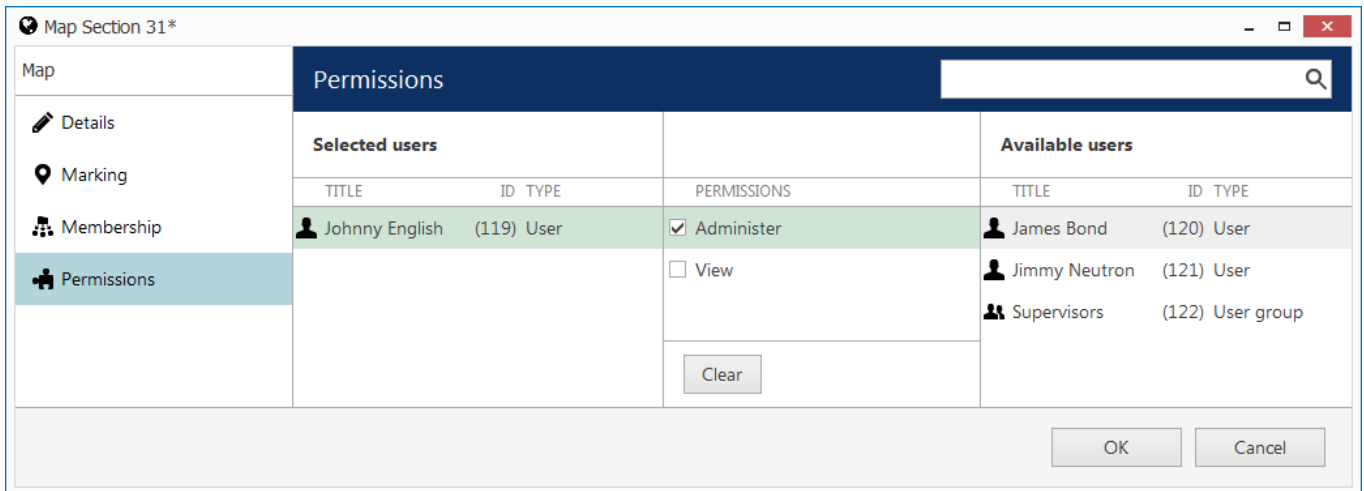 Map Section 31*
Map
Details
Marking
Membership
Permissions
Permissions
Selected users
TITLE ID TYPE
Johnny English (119) User
PERMISSIONS
Administer
View
Clear
Available users
TITLE ID TYPE
James Bond (120) User
Jimmy Neutron (121) User
Supervisors (122) User group
OK Cancel